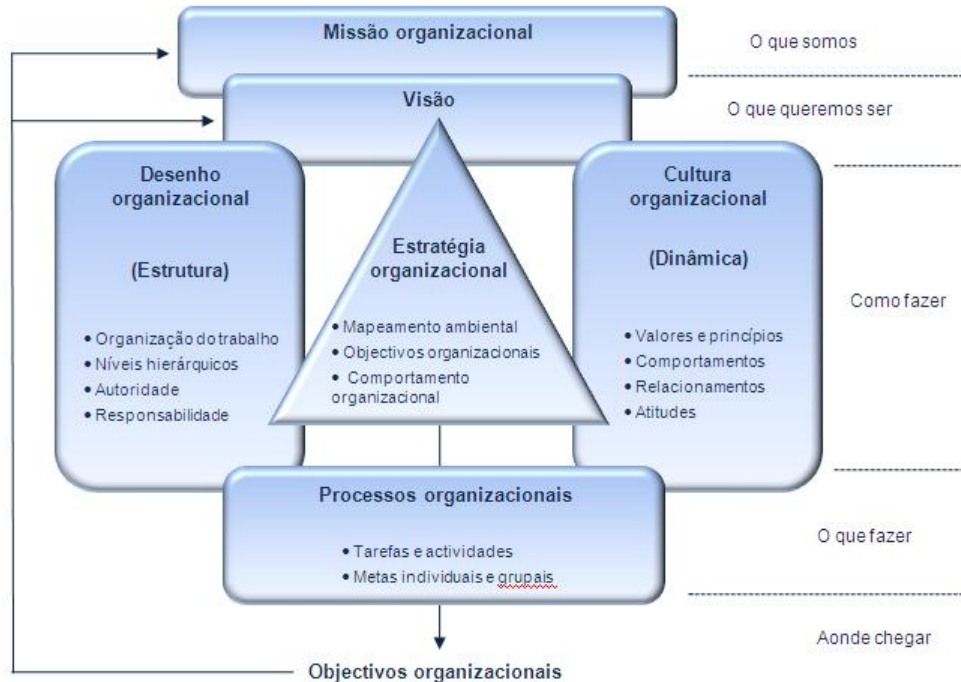 Missão organizacional
O que somos
Visão
O que queremos ser
Desenho
organizacional
(Estrutura)
• Organização do trabalho
• Níveis hierárquicos
• Autoridade
• Responsabilidade
Estratégia
organizacional
• Mapeamento ambiental
• Objectivos organizacionais
• Comportamento
organizacional
Cultura
organizacional
(Dinâmica)
• Valores e princípios
• Comportamentos
• Relacionamentos
• Atitudes
Como fazer
Processos organizacionais
• Tarefas e actividades
• Metas individuais e grupais
O que fazer
Aonde chegar
Objectivos organizacionais